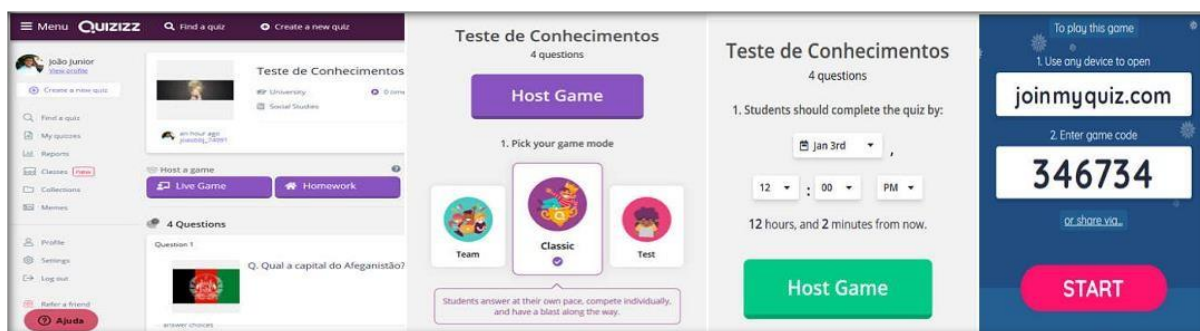 Menu QUIZIZZ Find a quiz Create a new quiz
João Junior
View profile
Create a new quiz
Find a quiz
My quizzes
Reports
Classes New
Collections
Memes
Profile
Settings
Log out
Refer a friend
Ajuda
Teste de Conhecimentos
University 0
Social Studies
an hour ago
Host a game
Live Game Homework
4 Questions
Question 1
Q. Qual a capital do Afeganistão?
answer choices
Teste de Conhecimentos
4 questions
Host Game
1. Pick your game mode
Team
Classic
Test
Students answer at their own pace, compete individually,
and have a blast along the way.
Teste de Conhecimentos
4 questions
1. Students should complete the quiz by:
Jan 3rd ,
12 : 00 PM
12 hours, and 2 minutes from now.
Host Game
To play this game
1. Use any device to open
joinmyquiz.com
2. Enter game code
346734
or share via...
START